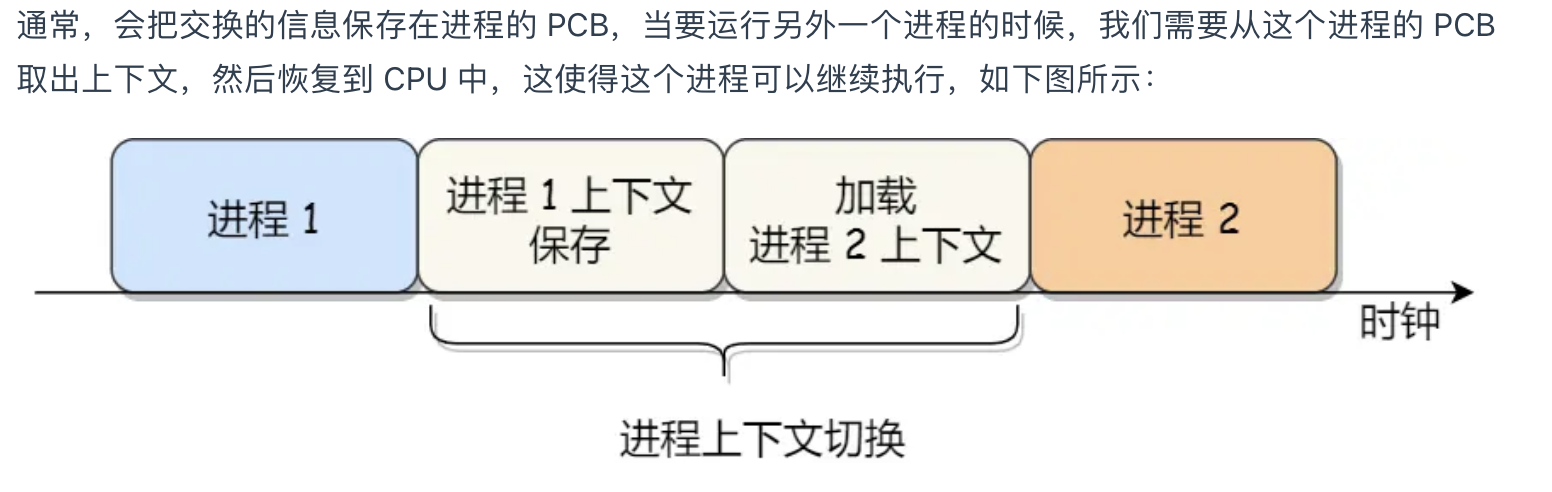 通常，会把交换的信息保存在进程的 PCB，当要运行另外一个进程的时候，我们需要从这个进程的 PCB
取出上下文，然后恢复到 CPU 中，这使得这个进程可以继续执行，如下图所示：
进程 1
进程 1 上下文
保存
加载
进程 2 上下文
进程 2
时钟
进程上下文切换